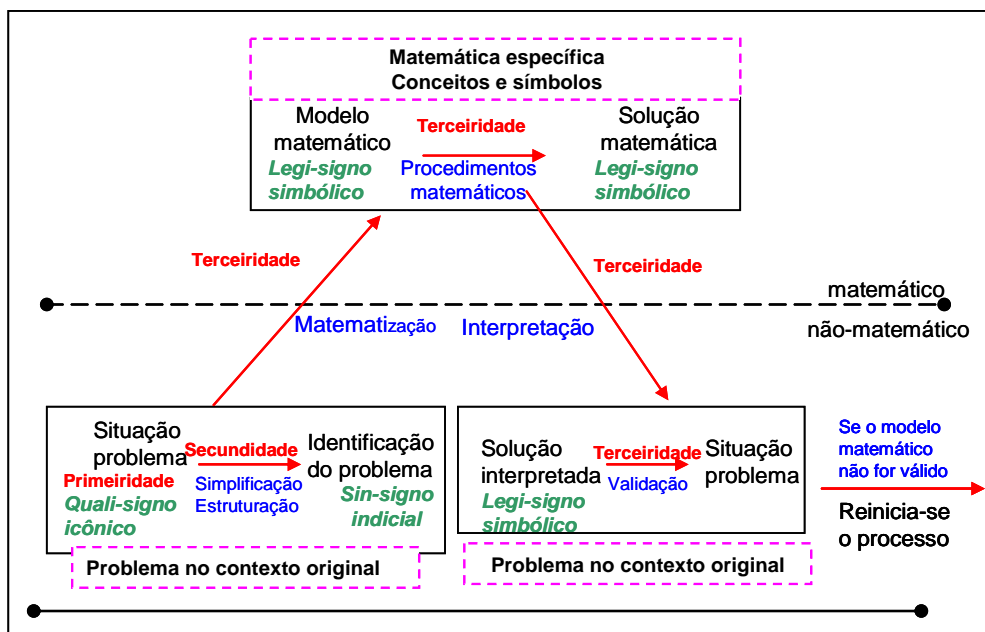 Matemática específica
Conceitos e símbolos
Modelo
matemático
Legi-signo
simbólico
Terceiridade
Procedimentos
matemáticos
Solução
matemática
Legi-signo
simbólico
Terceiridade
Terceiridade
matemático
Matematização
Interpretação
não-matemático
Situação
problema
Primeiridade
Quali-signo
icônico
Secundidade
Simplificação
Estruturação
Identificação
do problema
Sin-signo
indicial
Problema no contexto original
Solução
interpretada
Legi-signo
simbólico
Terceiridade
Validação
Situação
problema
Problema no contexto original
Se o modelo
matemático
não for válido
Reinicia-se
o processo